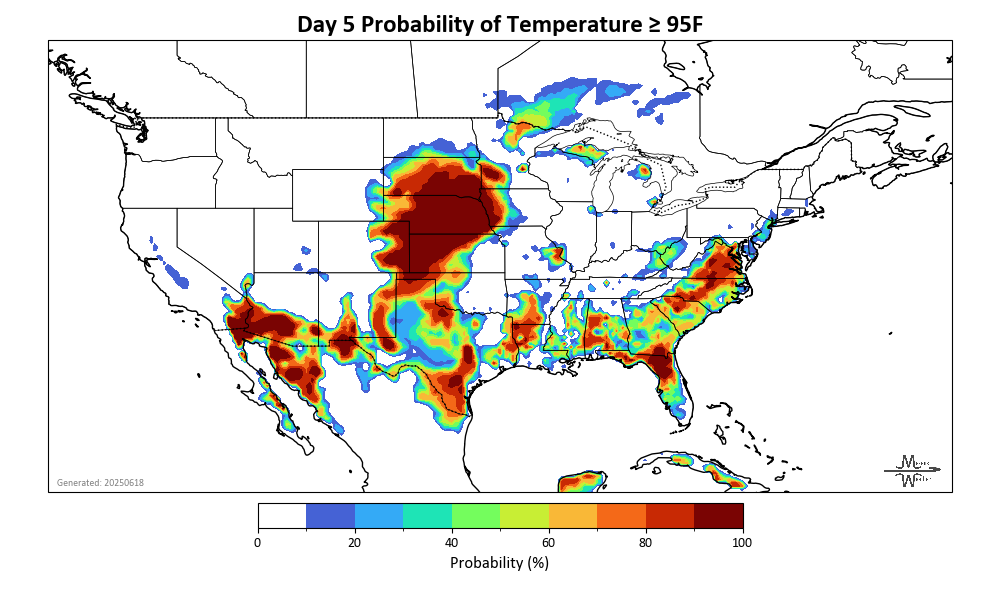 Day 5 Probability of Temperature ≥ 95F
Generated: 20250618
0 20 40 60 80 100
Probability (%)